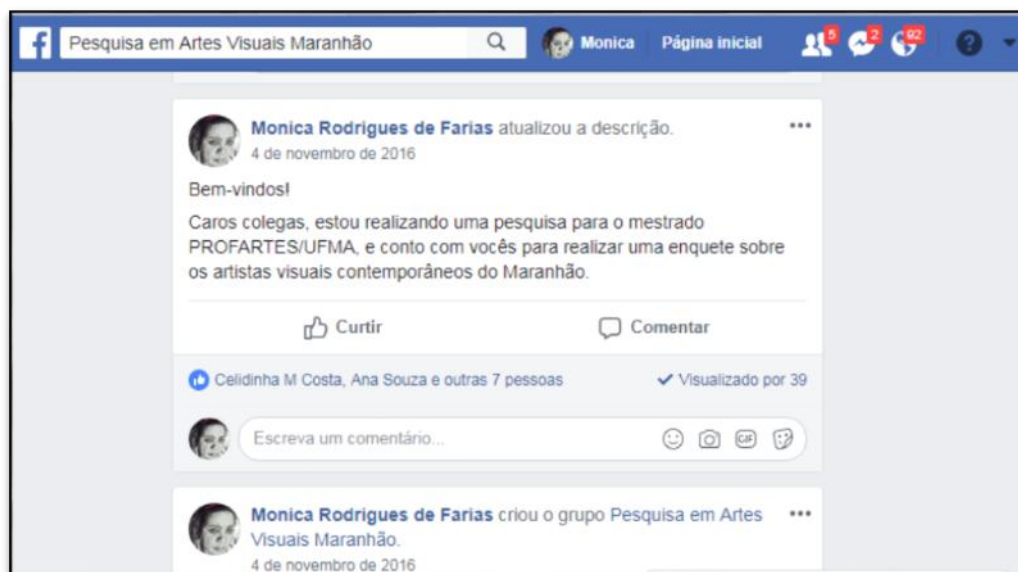 f Pesquisa em Artes Visuais Maranhão Monica Página inicial 5 2 92 ?
Monica Rodrigues de Farias atualizou a descrição.
4 de novembro de 2016
Bem-vindos!
Caros colegas, estou realizando uma pesquisa para o mestrado
PROFARTES/UFMA, e conto com vocês para realizar uma enquete sobre
os artistas visuais contemporâneos do Maranhão.
Curtir Comentar
Celidinha M Costa, Ana Souza e outras 7 pessoas Visualizado por 39
Escreva um comentário... GIF
Monica Rodrigues de Farias criou o grupo Pesquisa em Artes
Visuais Maranhão.
4 de novembro de 2016